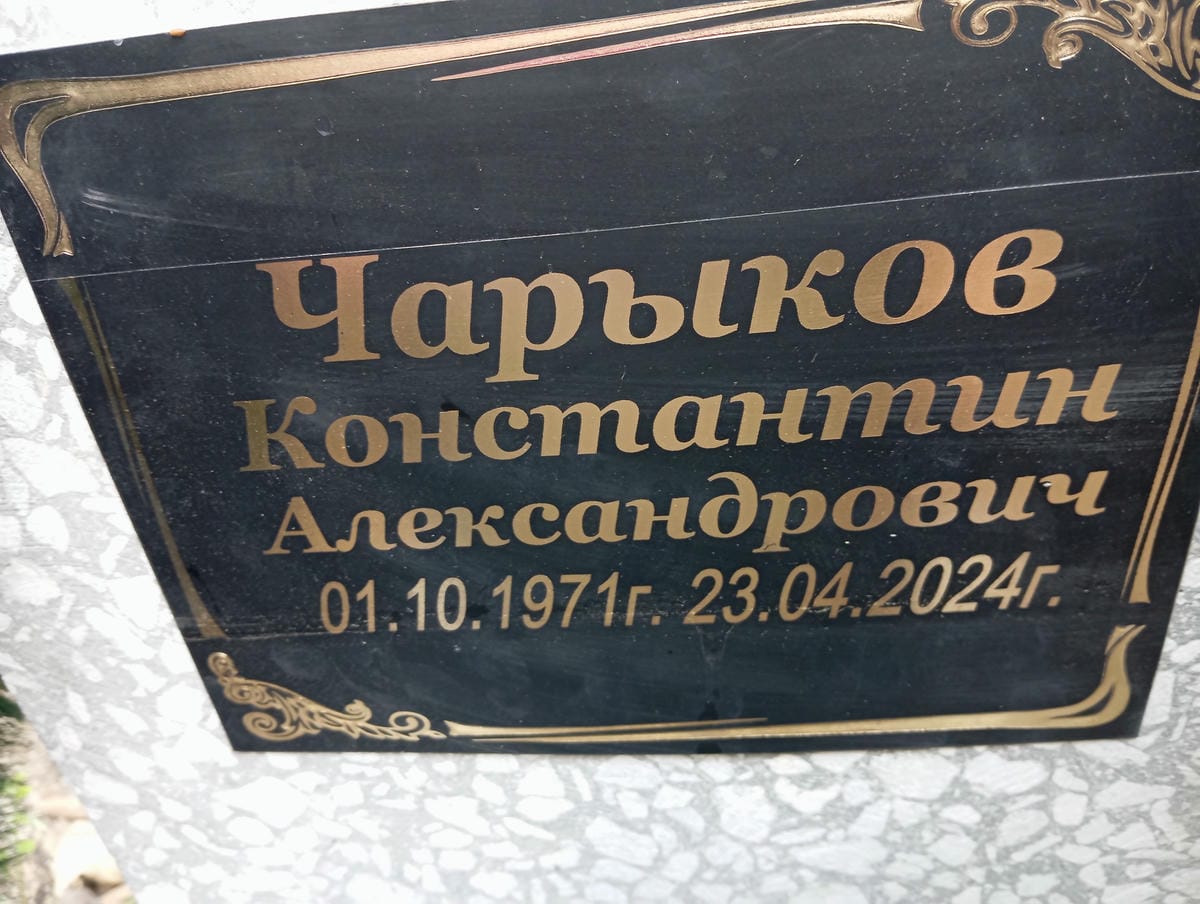 Чарыков
Константин
Александрович
01.10.1971г. 23.04.2024г.